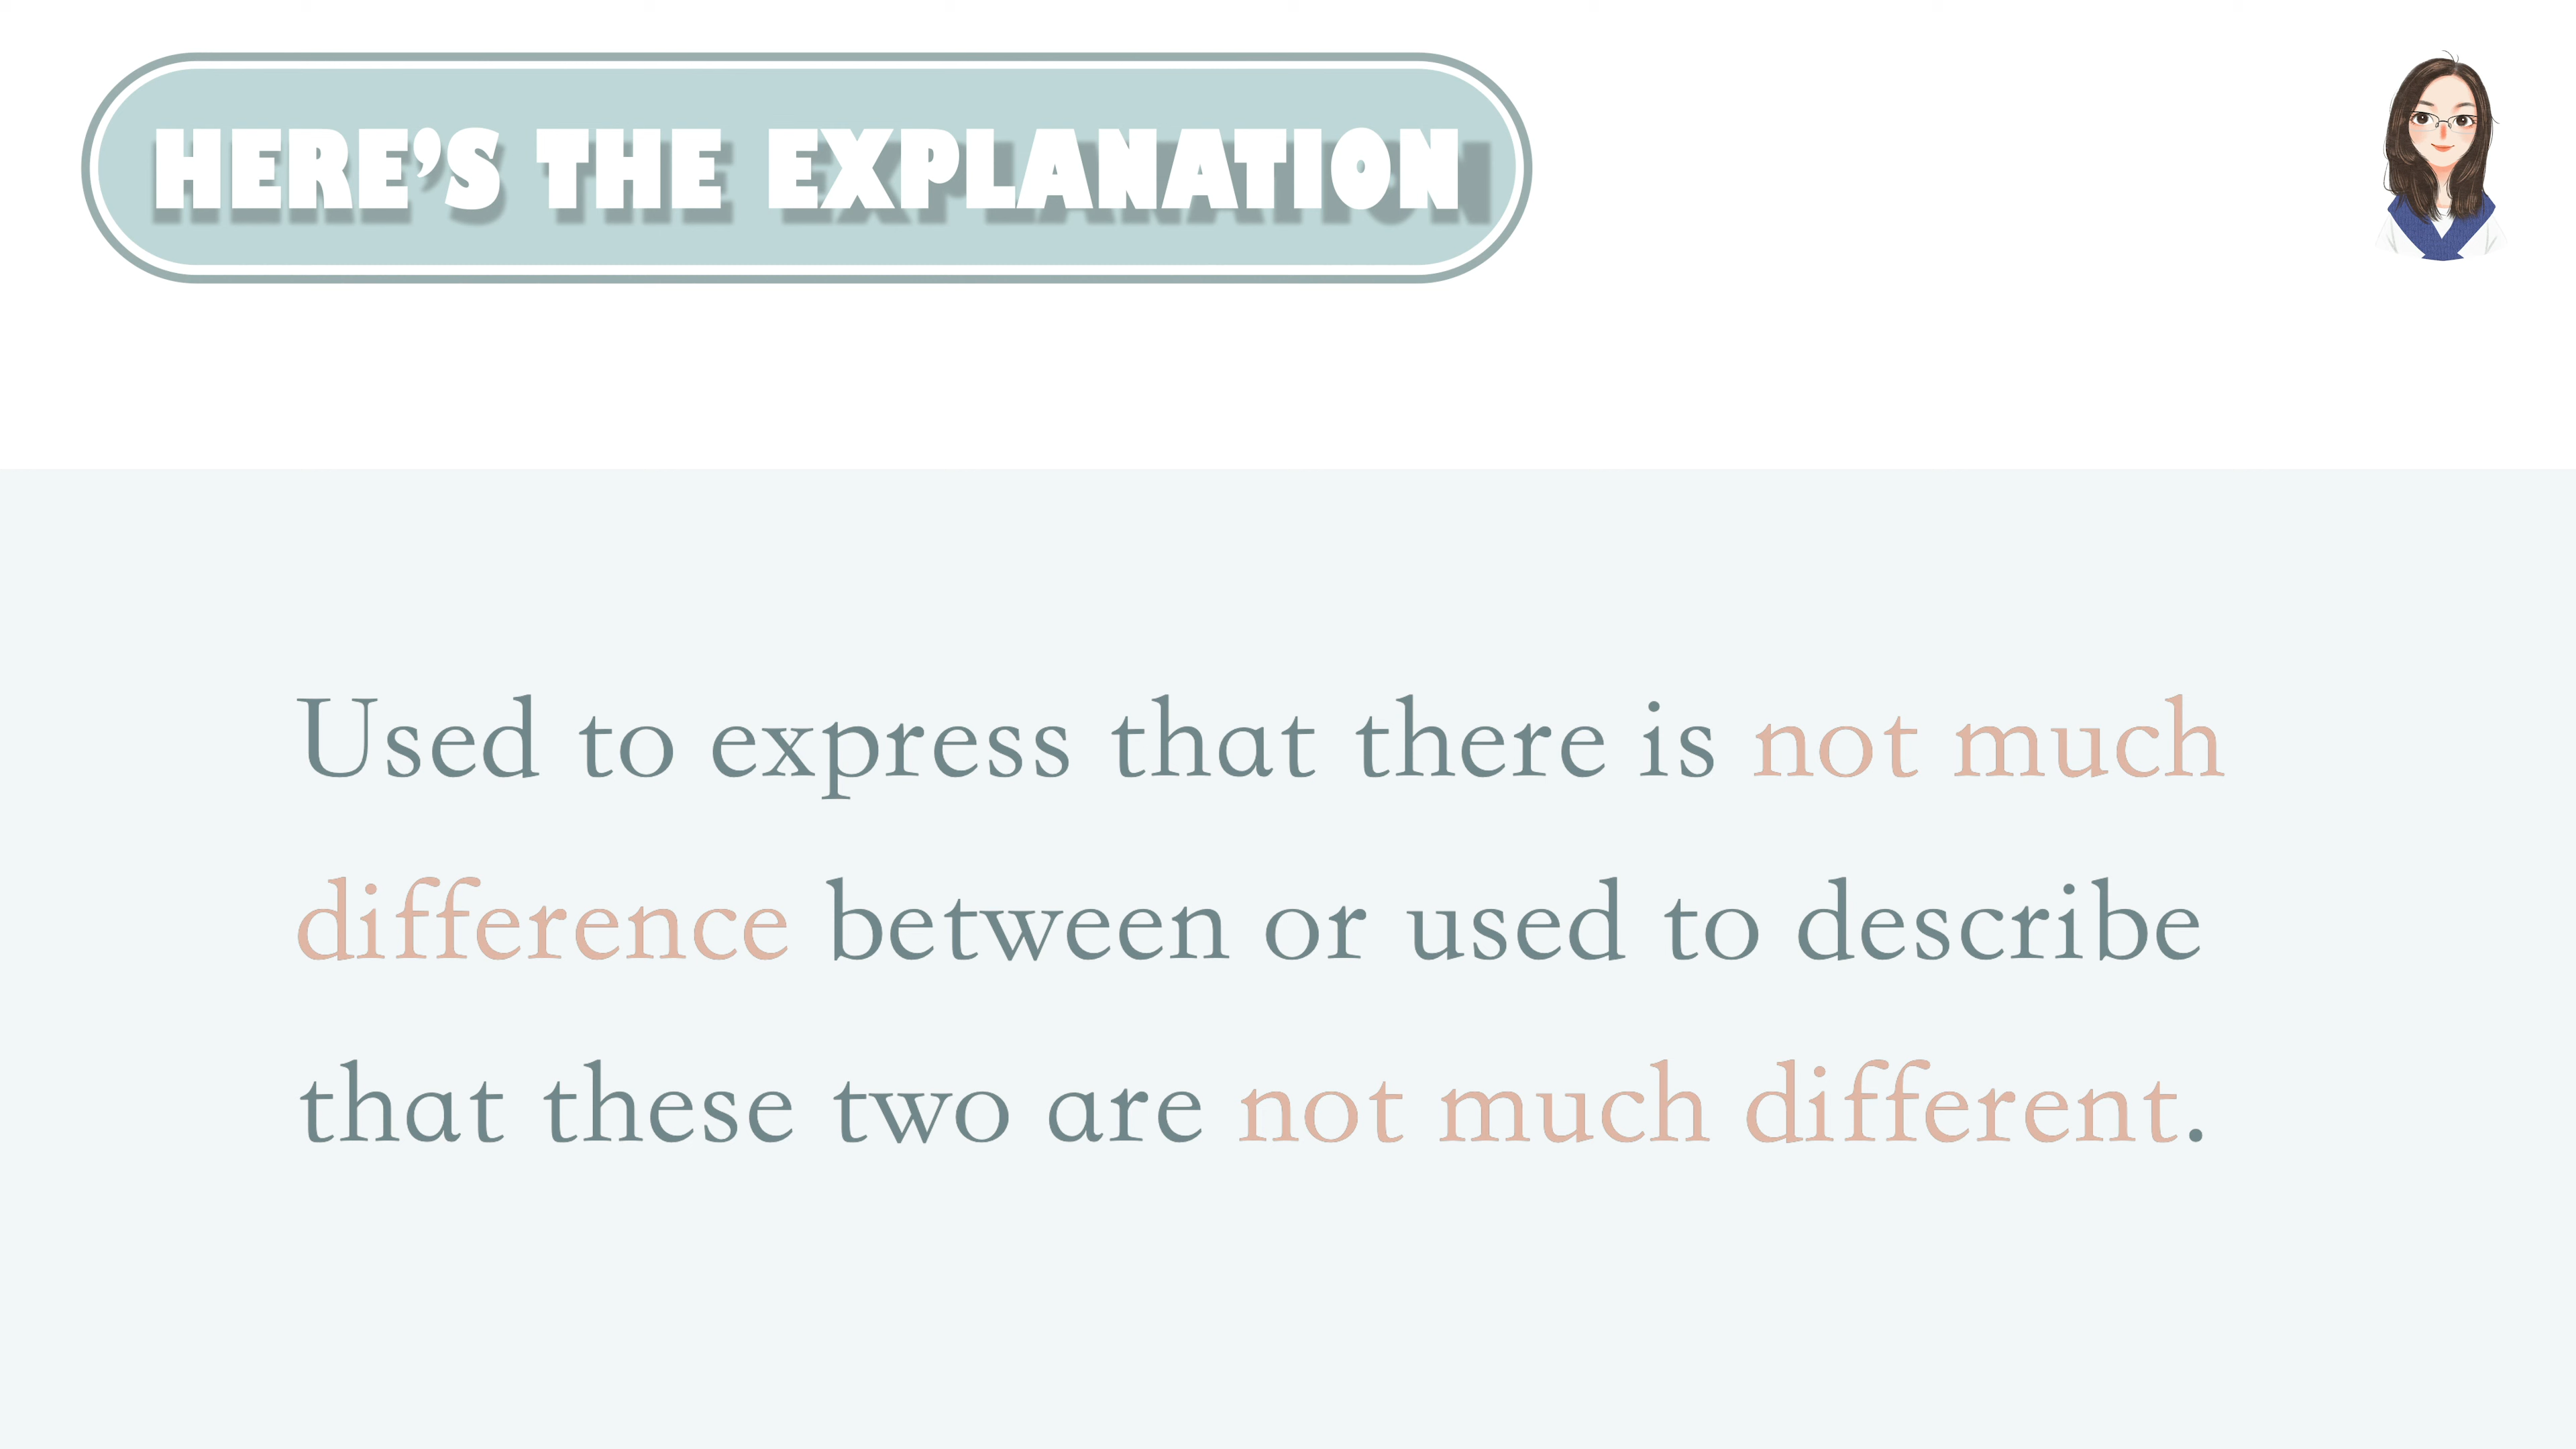 HERE’S THE EXPLANATION
Used to express that there is not much
difference between or used to describe
that these two are not much different.